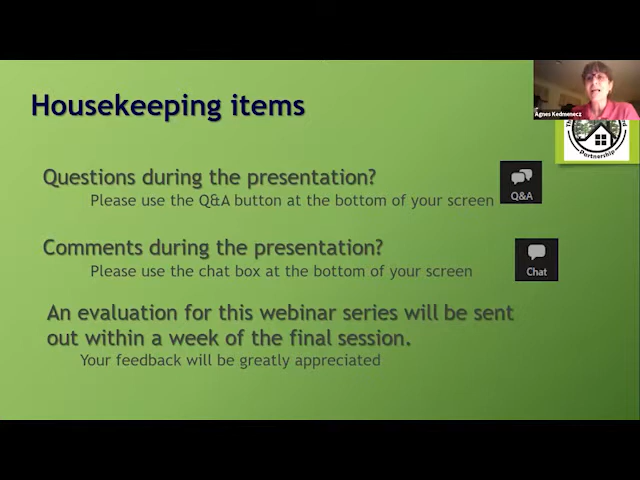 Housekeeping items
Agnes Kedmenecz
Partnership
Questions during the presentation?
Please use the Q&A button at the bottom of your screen
Q&A
Comments during the presentation?
Please use the chat box at the bottom of your screen
Chat
An evaluation for this webinar series will be sent
out within a week of the final session.
Your feedback will be greatly appreciated